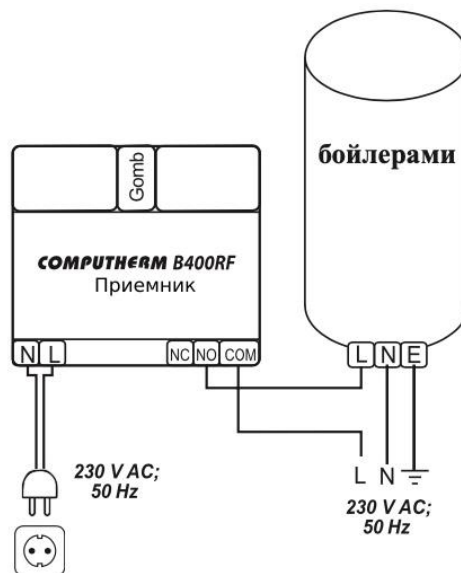 Gomb
бойлерами
COMPUTHERM B400RF
Приемник
N L NC NO COM
L N E
230 V AC;
50 Hz
L N
230 V AC;
50 Hz